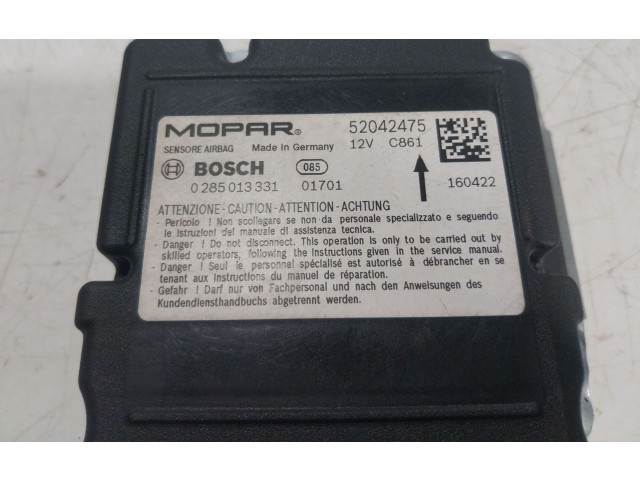 MOPAR® 52042475
SENSORE AIRBAG Made In Germany 12V C861
BOSCH 085
0 285 013 331 01701 160422
ATTENZIONE-CAUTION-ATTENTION-ACHTUNG
- Pericolo ! Non scollegare se non da personale specializzato e seguendo
le istruzioni del manuale di assistenza tecnica.
- Danger ! Do not disconnect. This operation is only to be carried out by
skilled operators, following the instructions given in the service manual.
- Danger ! Seul le personnel spécialisé est autorisé à débrancher en se
tenant aux instructions du manuel de réparation.
- Gefahr ! Darf nur von Fachpersonal und nach den Anweisungen des
Kundendiensthandbuchs abgetrennt werden.